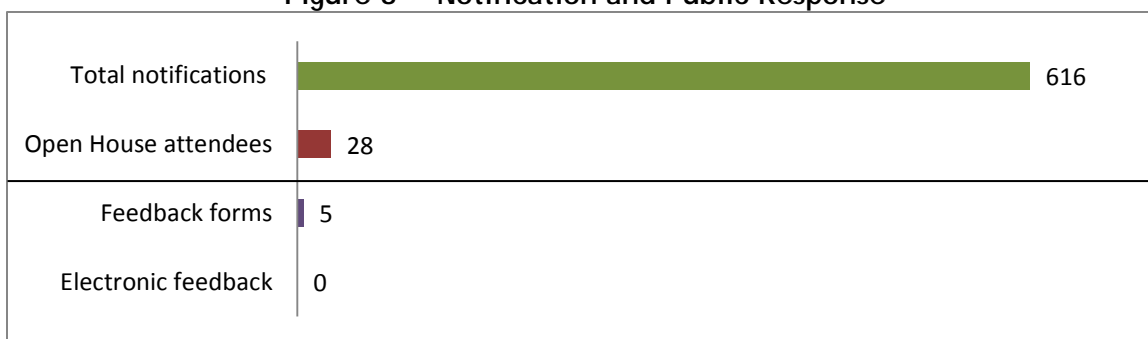 Notification and Public Response
Total notifications 616
Open House attendees 28
Feedback forms 5
Electronic feedback 0